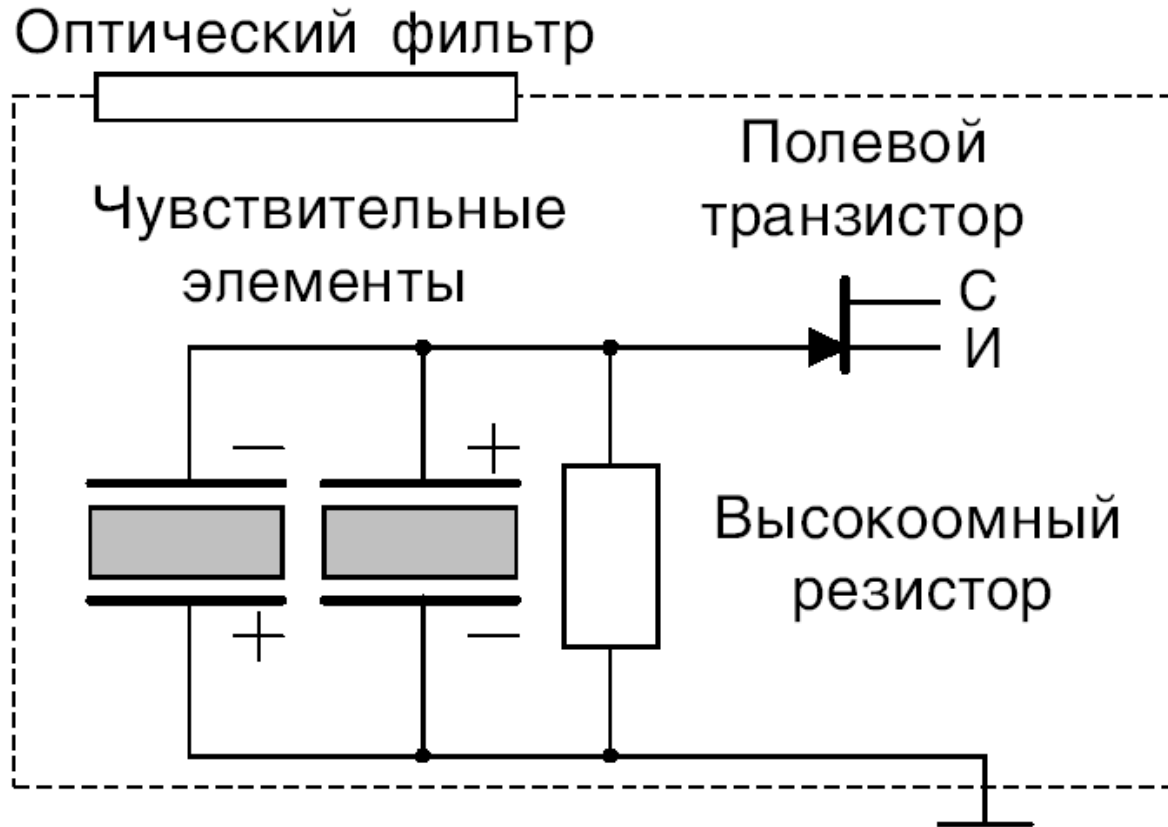 Оптический фильтр
Полевой
транзистор
Чувствительные
элементы
С
И
− +
Высокоомный
резистор
+ −